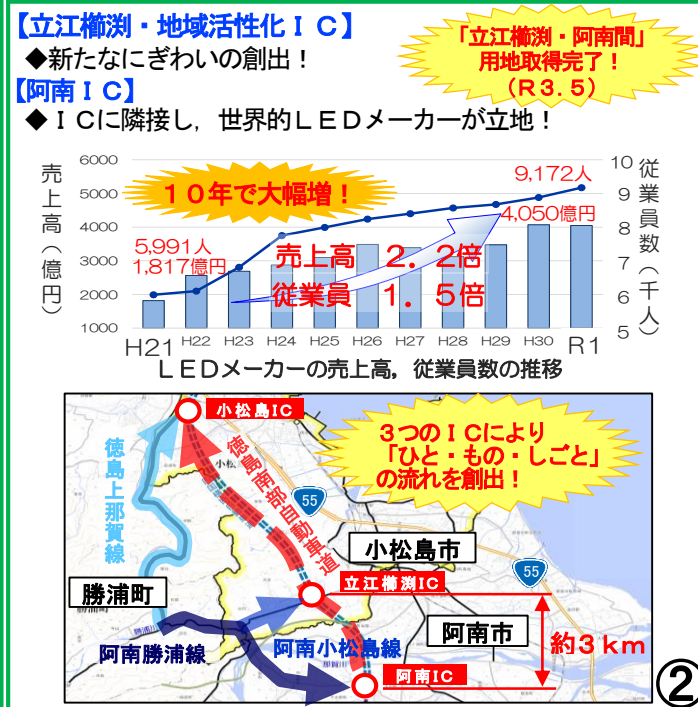 【立江櫛渕・地域活性化ＩＣ】
◆新たなにぎわいの創出！
「立江櫛渕・阿南間」
用地取得完了！
（Ｒ３．５）
【阿南ＩＣ】
◆ＩＣに隣接し，世界的ＬＥＤメーカーが立地！
売上高（億円）
6000
5000
4000
3000
2000
1000
１０年で大幅増！
9,172人
4,050億円
5,991人
1,817億円
売上高　２．２倍
従業員　１．５倍
10
9
8
7
6
5
従業員数（千人）
H21 H22 H23 H24 H25 H26 H27 H28 H29 H30 R1
ＬＥＤメーカーの売上高，従業員数の推移
小松島IC
３つのＩＣにより
「ひと・もの・しごと」
の流れを創出！
徳島上那賀線
徳島南部自動車道
55
小松島市
立江櫛渕IC
55
勝浦町
阿南勝浦線
阿南小松島線
阿南市
約３km
阿南IC
②